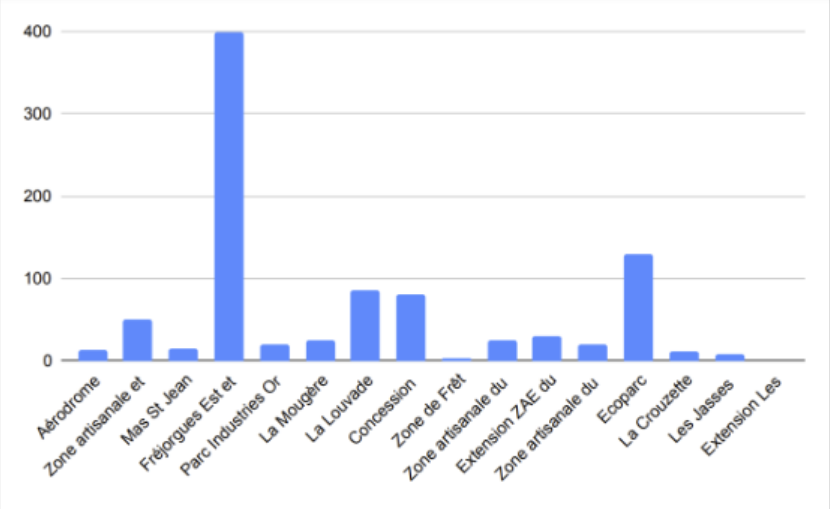 400
300
200
100
0
Aérodrome
Zone artisanale et
Mas St Jean
Fréjorgues Est et
Parc Industries Or
La Mougère
La Louvade
Concession
Zone de Frêt
Zone artisanale du
Extension ZAE du
Zone artisanale du
Ecoparc
La Crouzette
Les Jasses
Extension Les